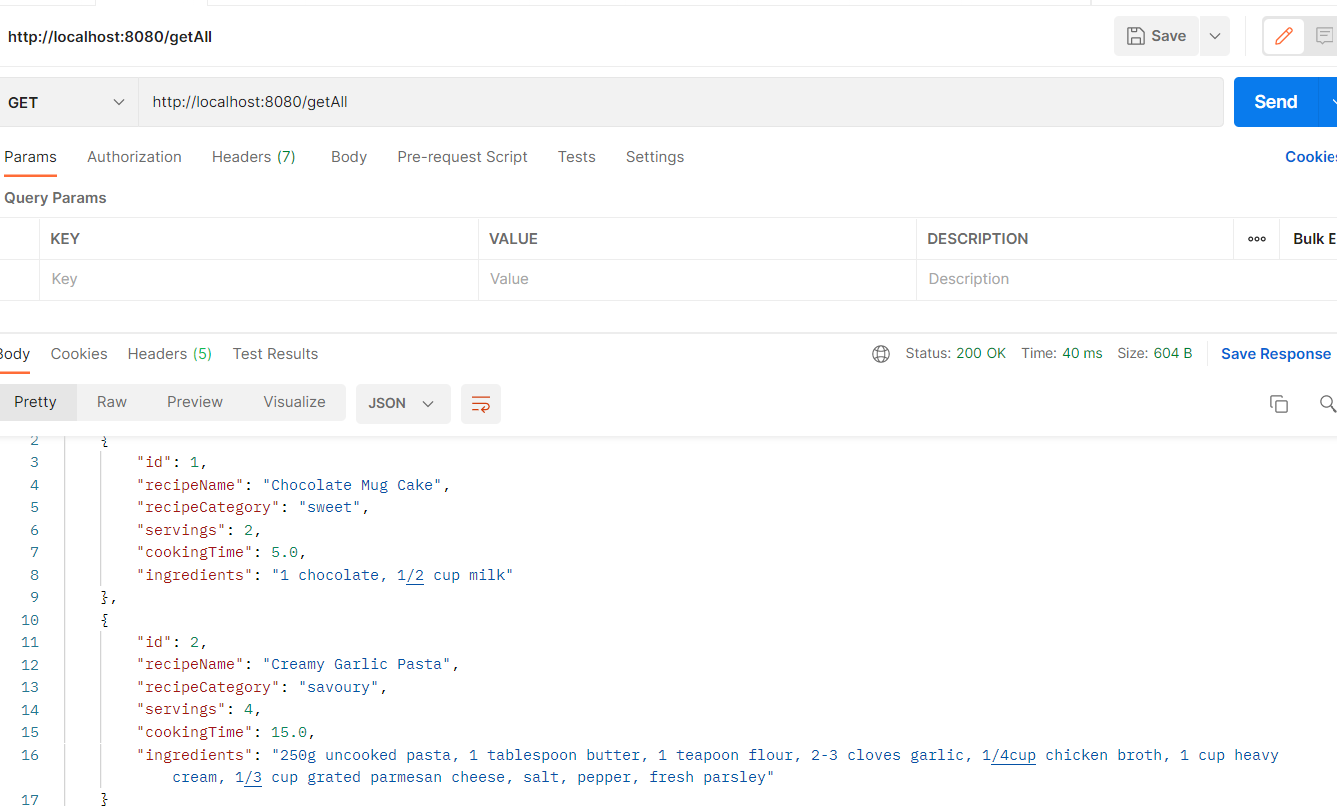 http://localhost:8080/getAll
Save
GET
http://localhost:8080/getAll
Send
Params Authorization Headers (7) Body Pre-request Script Tests Settings
Cookies
Query Params
KEY VALUE DESCRIPTION ooo Bulk E
Key Value Description
Body Cookies Headers (5) Test Results
Status: 200 OK Time: 40 ms Size: 604 B Save Response
Pretty Raw Preview Visualize JSON
2 {
3 "id": 1,
4 "recipeName": "Chocolate Mug Cake",
5 "recipeCategory": "sweet",
6 "servings": 2,
7 "cookingTime": 5.0,
8 "ingredients": "1 chocolate, 1/2 cup milk"
9 },
10 {
11 "id": 2,
12 "recipeName": "Creamy Garlic Pasta",
13 "recipeCategory": "savoury",
14 "servings": 4,
15 "cookingTime": 15.0,
16 "ingredients": "250g uncooked pasta, 1 tablespoon butter, 1 teapoon flour, 2-3 cloves garlic, 1/4cup chicken broth, 1 cup heavy
cream, 1/3 cup grated parmesan cheese, salt, pepper, fresh parsley"
17 }